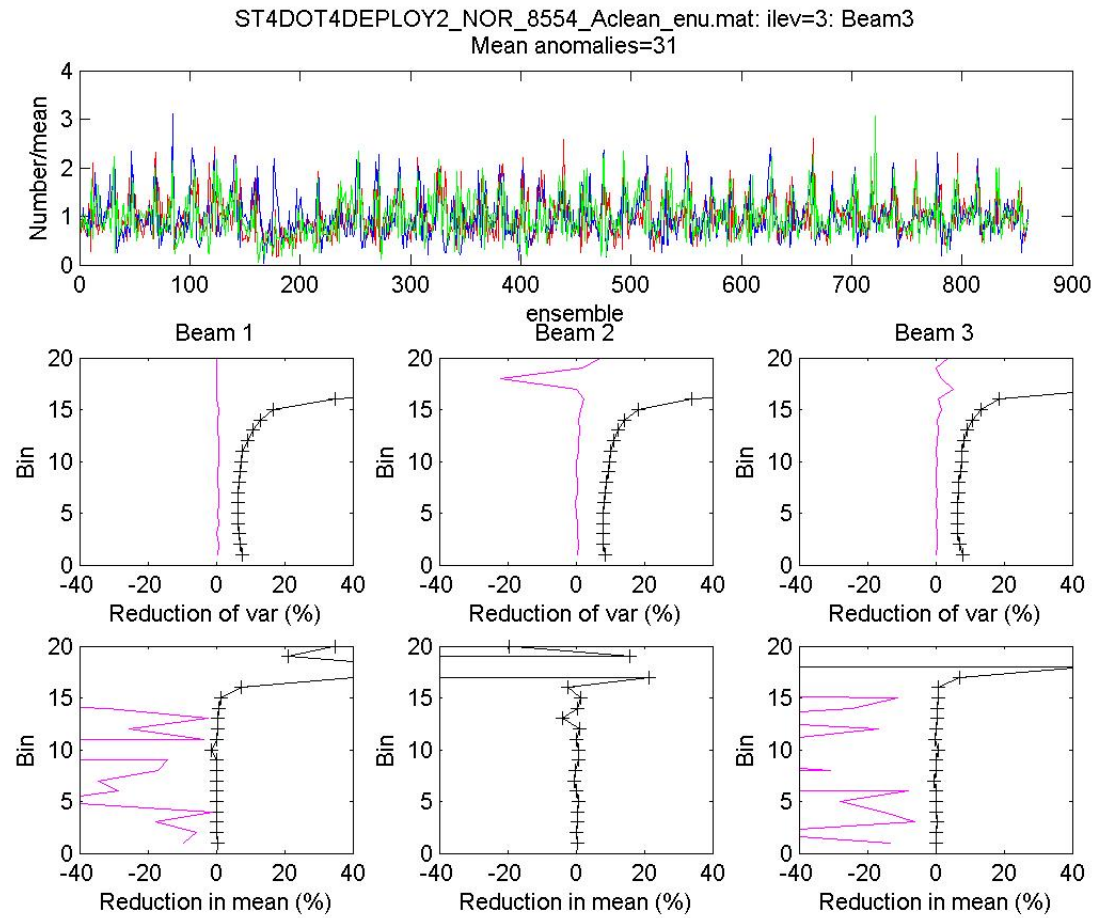 ST4DOT4DEPLOY2_NOR_8554_Aclean_enu.mat: ilev=3: Beam3
Mean anomalies=31
4
3
2
1
0
Number/mean
0 100 200 300 400 500 600 700 800 900
ensemble
Beam 1 Beam 2 Beam 3
20 20 20
15 15 15
10 10 10
5 5 5
0 0 0
Bin Bin Bin
-40 -20 0 20 40 -40 -20 0 20 40 -40 -20 0 20 40
Reduction of var (%) Reduction of var (%) Reduction of var (%)
20 20 20
15 15 15
10 10 10
5 5 5
0 0 0
Bin Bin Bin
-40 -20 0 20 40 -40 -20 0 20 40 -40 -20 0 20 40
Reduction in mean (%) Reduction in mean (%) Reduction in mean (%)